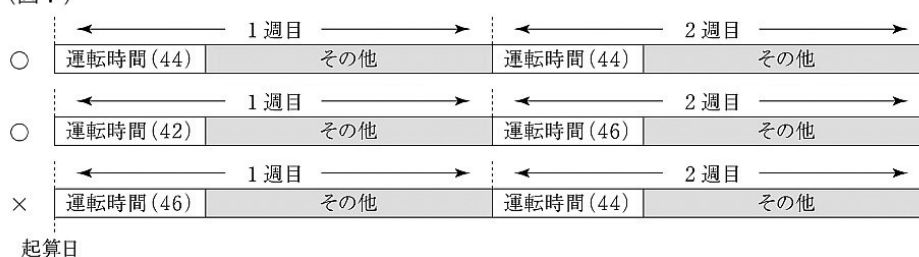 1週目 2週目
○ 運転時間(44) その他 運転時間(44) その他
1週目 2週目
○ 運転時間(42) その他 運転時間(46) その他
1週目 2週目
× 運転時間(46) その他 運転時間(44) その他
起算日